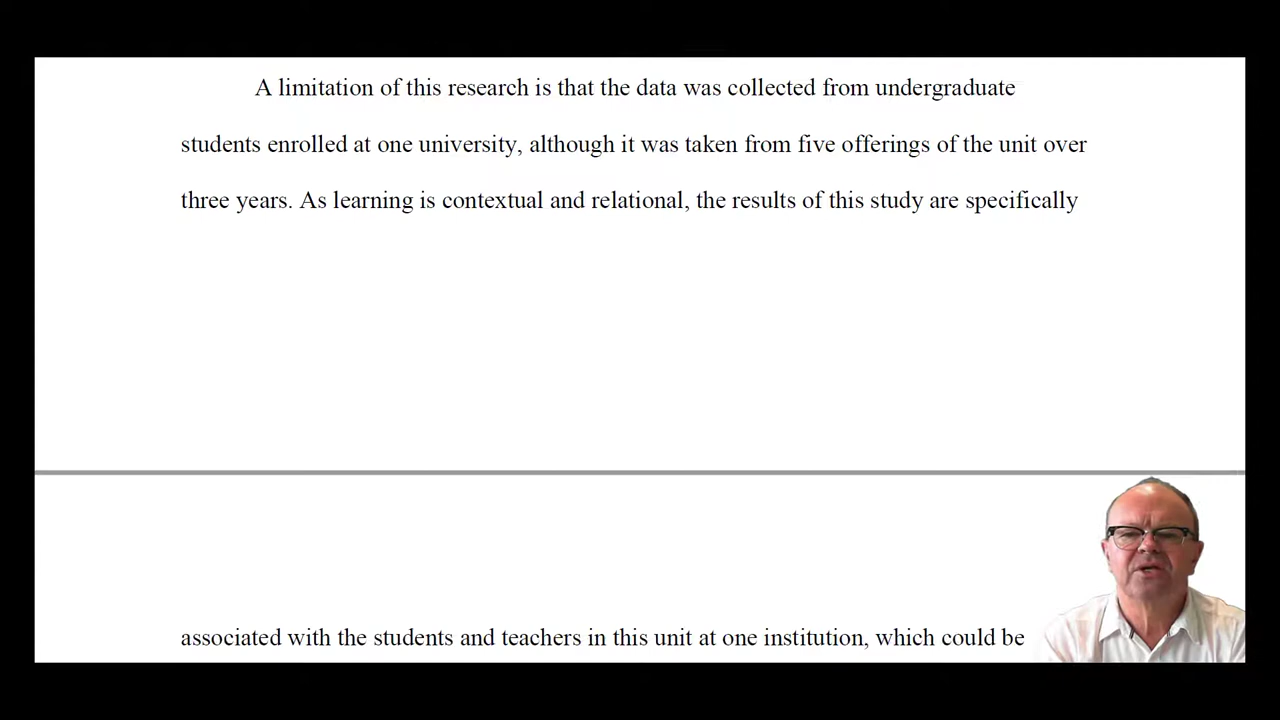 A limitation of this research is that the data was collected from undergraduate
students enrolled at one university, although it was taken from five offerings of the unit over
three years. As learning is contextual and relational, the results of this study are specifically
associated with the students and teachers in this unit at one institution, which could be